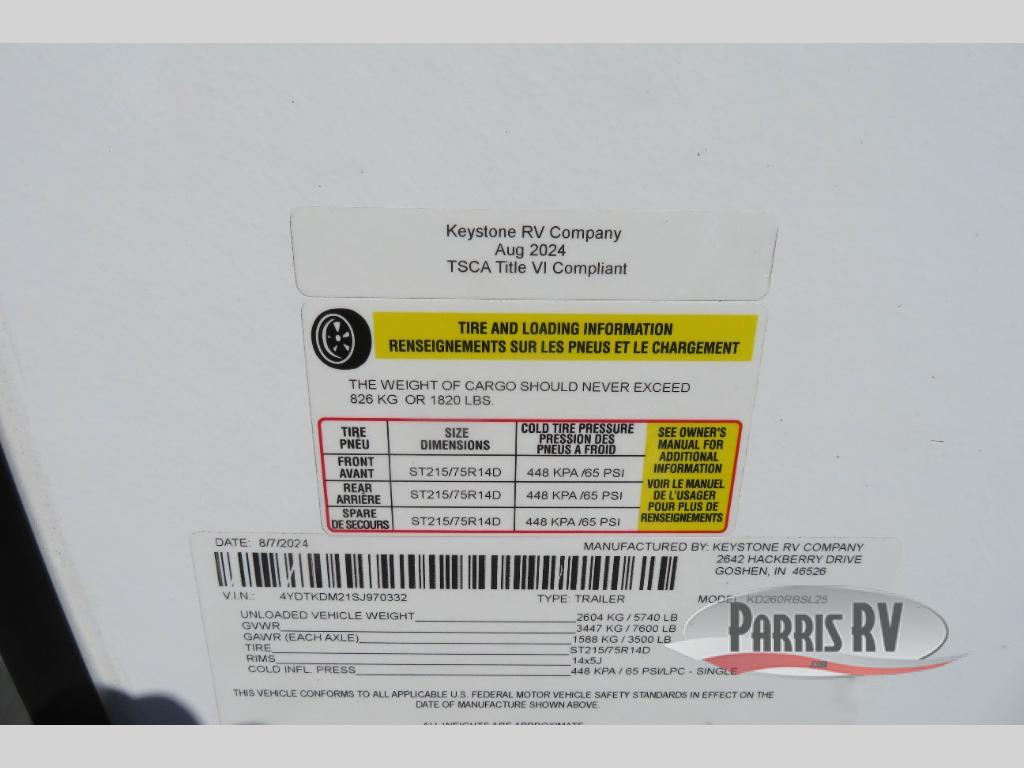 Keystone RV Company
Aug 2024
TSCA Title VI Compliant
TIRE AND LOADING INFORMATION
RENSEIGNEMENTS SUR LES PNEUS ET LE CHARGEMENT
THE WEIGHT OF CARGO SHOULD NEVER EXCEED
826 KG OR 1820 LBS.
TIRE
PNEU
SIZE
DIMENSIONS
COLD TIRE PRESSURE
PRESSION DES
PNEUS A FROID
SEE OWNER'S
MANUAL FOR
ADDITIONAL
INFORMATION
VOIR LE MANUEL
DE L'USAGER
POUR PLUS DE
RENSEIGNEMENTS
FRONT
AVANT
ST215/75R14D
448 KPA /65 PSI
REAR
ARRIÈRE
ST215/75R14D
448 KPA /65 PSI
SPARE
DE SECOURS
ST215/75R14D
448 KPA /65 PSI
DATE: 8/7/2024
MANUFACTURED BY: KEYSTONE RV COMPANY
2642 HACKBERRY DRIVE
GOSHEN, IN 46526
V.I.N.: 4YDTKDM21SJ970332 TYPE: TRAILER MODEL: KD260RBSL25
UNLOADED VEHICLE WEIGHT 2604 KG / 5740 LB
GVWR 3447 KG / 7600 LB
GAWR (EACH AXLE) 1588 KG / 3500 LB
TIRE ST215/75R14D
RIMS 14x5J
COLD INFL. PRESS 448 KPA / 65 PSI/LPC - SINGLE
THIS VEHICLE CONFORMS TO ALL APPLICABLE U.S. FEDERAL MOTOR VEHICLE SAFETY STANDARDS IN EFFECT ON THE
DATE OF MANUFACTURE SHOWN ABOVE.
ALL WEIGHTS ARE APPROXIMATE
PARRIS RV
.com